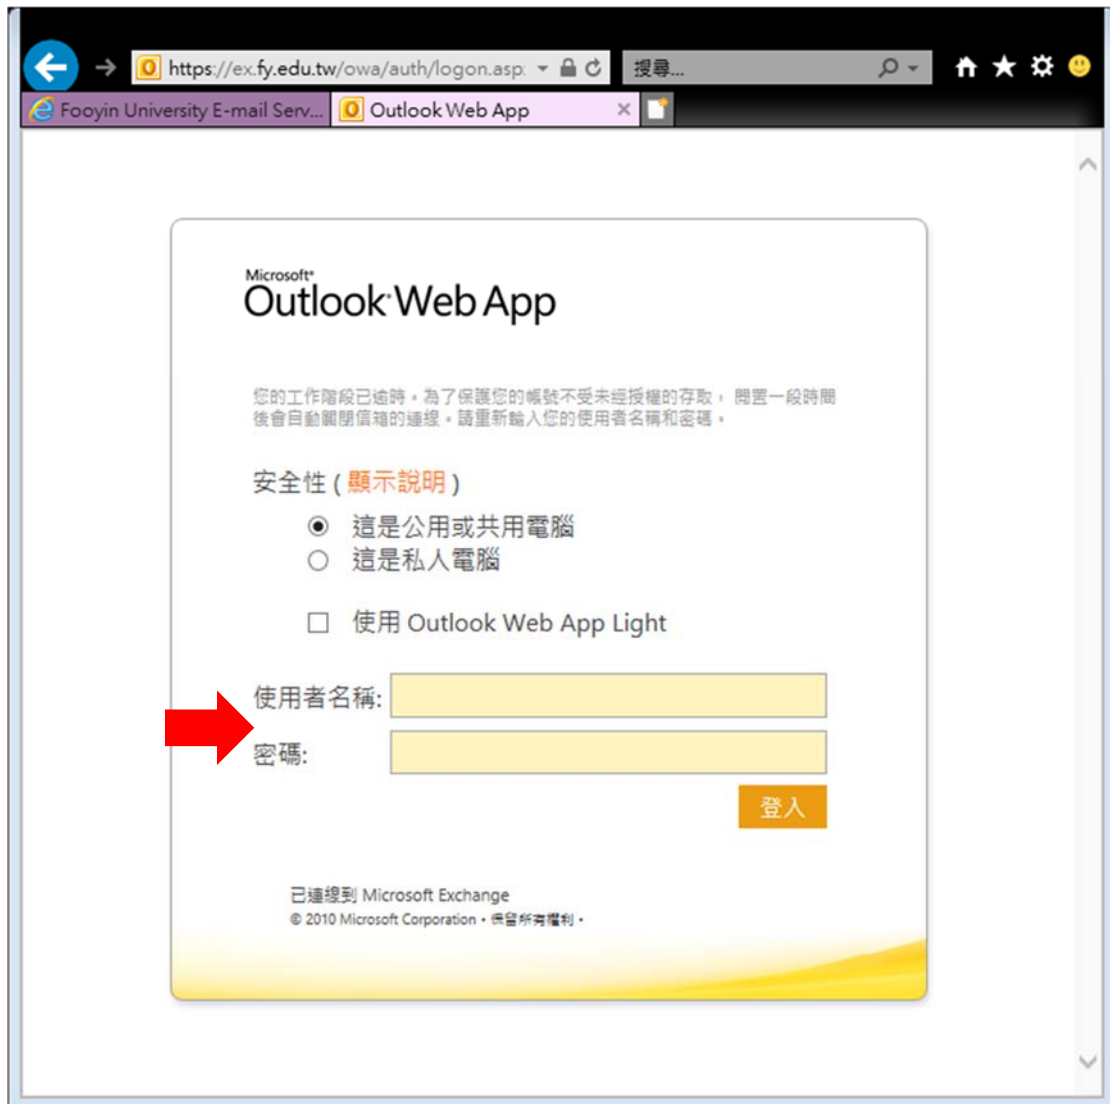 https://ex.fy.edu.tw/owa/auth/logon.asp
搜尋...
Fooyin University E-mail Serv...
Outlook Web App
Microsoft®
Outlook Web App
您的工作階段已逾時。為了保護您的帳號不受未經授權的存取， 閒置一段時間
後會自動關閉信箱的連線。請重新輸入您的使用者名稱和密碼。
安全性 ( 顯示說明 )
這是公用或共用電腦
這是私人電腦
使用 Outlook Web App Light
使用者名稱:
密碼:
登入
已連線到 Microsoft Exchange
© 2010 Microsoft Corporation。保留所有權利。